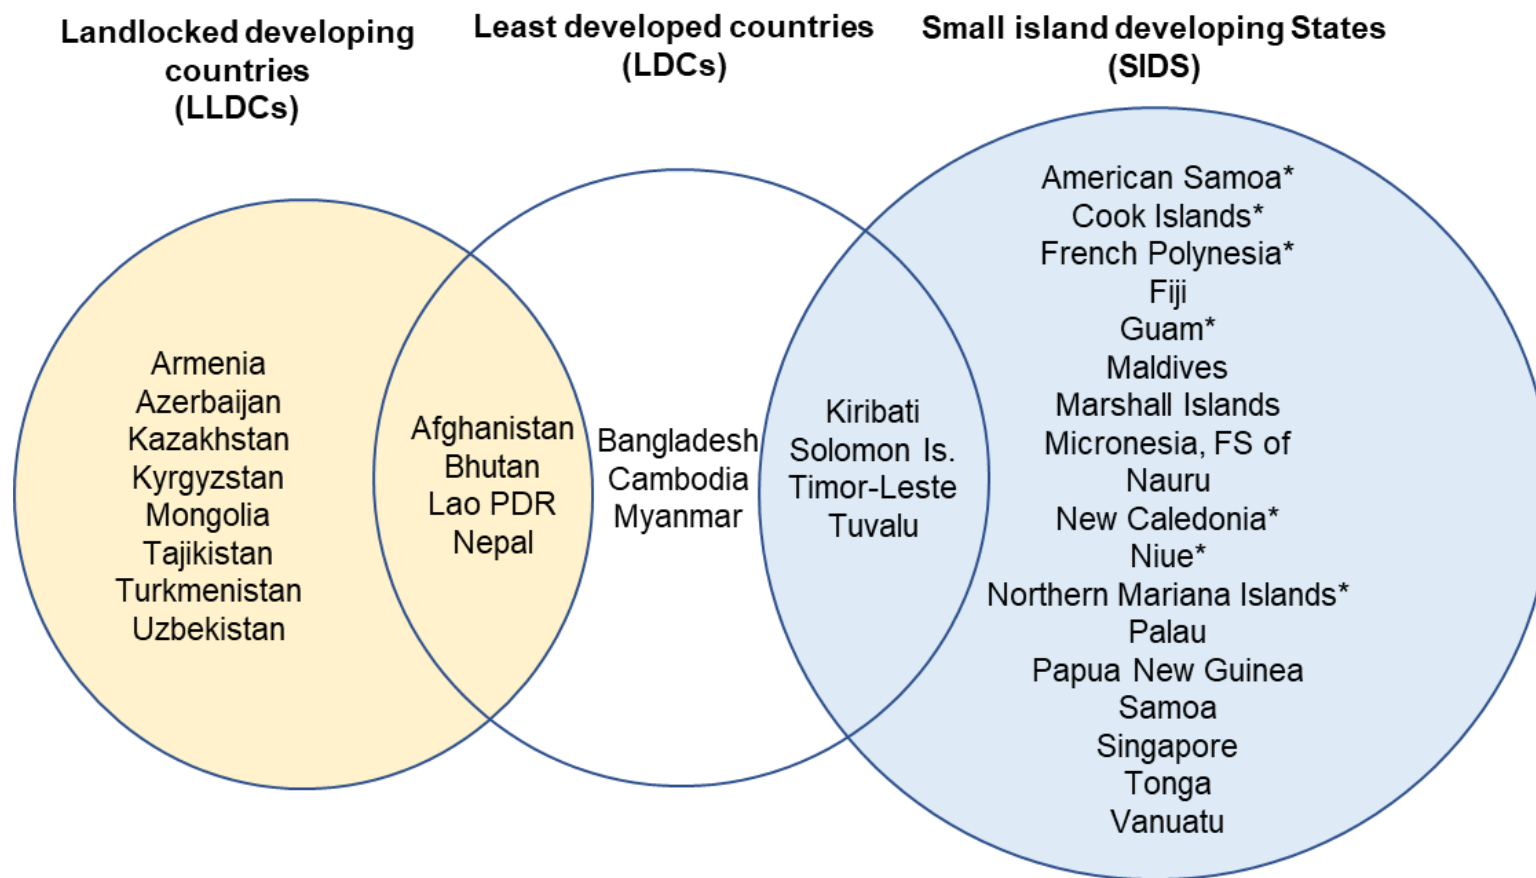 Landlocked developing
countries
(LLDCs)
Least developed countries
(LDCs)
Small island developing States
(SIDS)
Armenia
Azerbaijan
Kazakhstan
Kyrgyzstan
Mongolia
Tajikistan
Turkmenistan
Uzbekistan
Afghanistan
Bhutan
Lao PDR
Nepal
Bangladesh
Cambodia
Myanmar
Kiribati
Solomon Is.
Timor-Leste
Tuvalu
American Samoa*
Cook Islands*
French Polynesia*
Fiji
Guam*
Maldives
Marshall Islands
Micronesia, FS of
Nauru
New Caledonia*
Niue*
Northern Mariana Islands*
Palau
Papua New Guinea
Samoa
Singapore
Tonga
Vanuatu